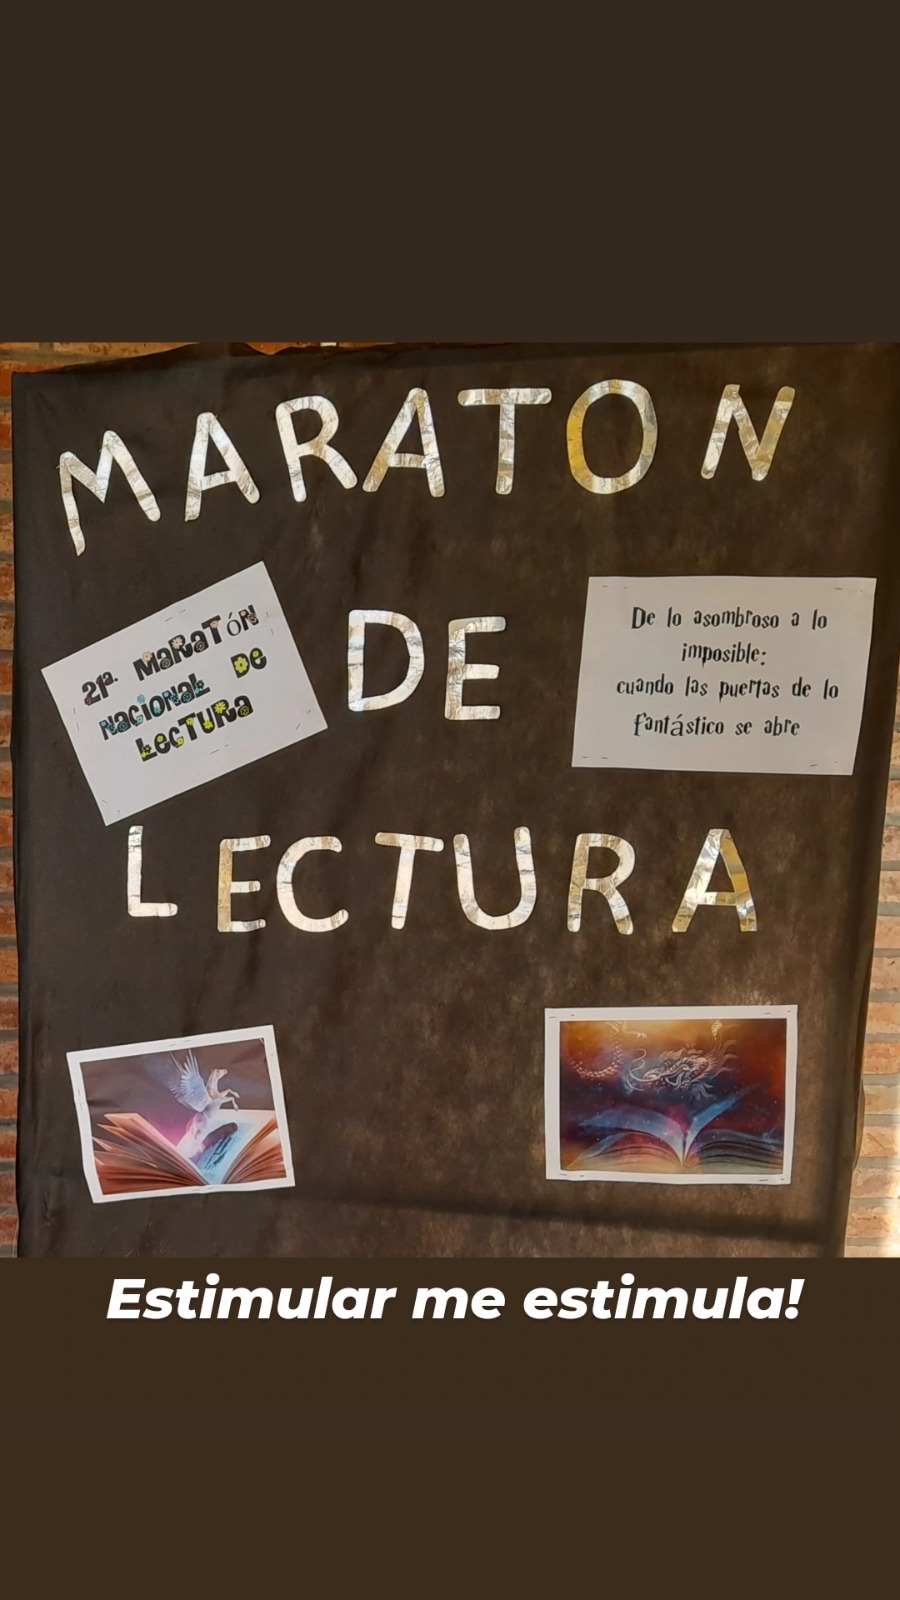 MARATON
21ª. MaRaTÓN
NacioNaL De
LecTURa
DE
De lo asombroso a lo
imposible:
cuando las puertas de lo
fantástico se abre
LECTURA
Estimular me estimula!